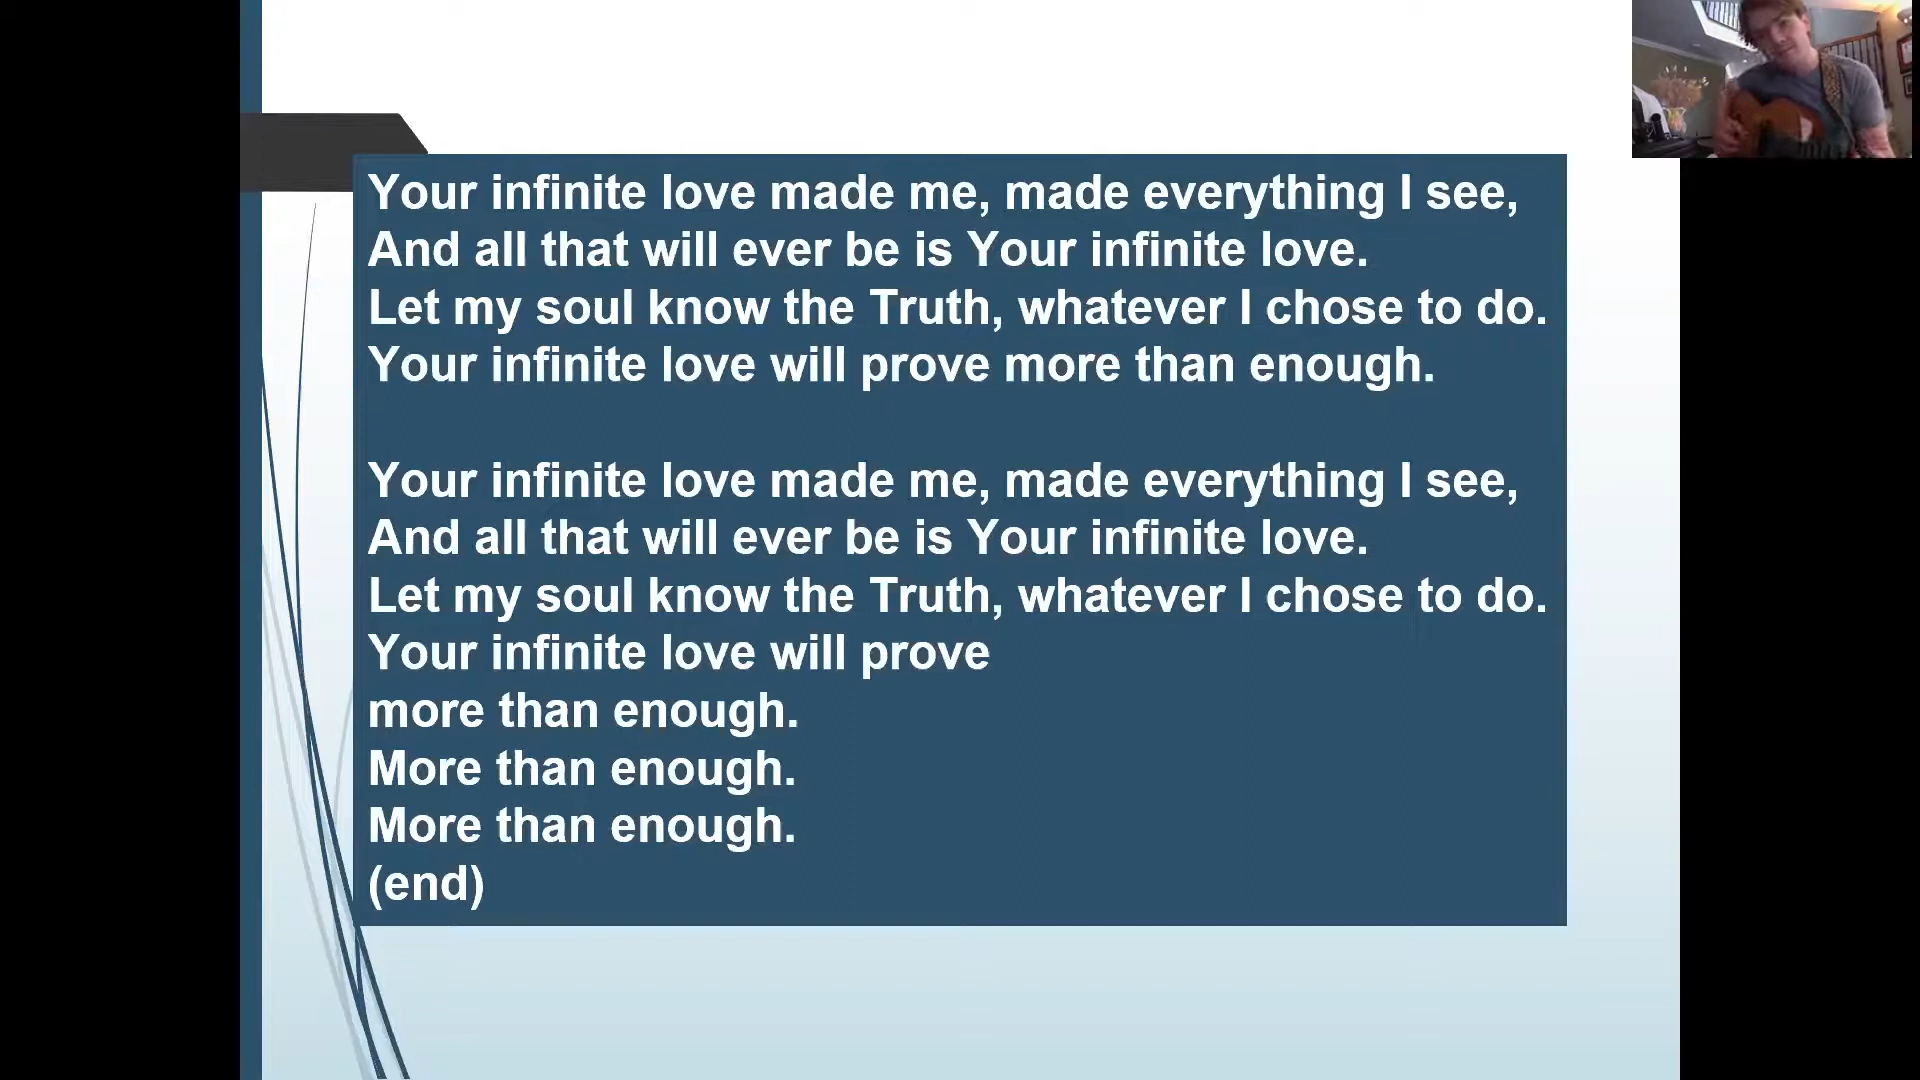 Your infinite love made me, made everything I see,
And all that will ever be is Your infinite love.
Let my soul know the Truth, whatever I chose to do.
Your infinite love will prove more than enough.
Your infinite love made me, made everything I see,
And all that will ever be is Your infinite love.
Let my soul know the Truth, whatever I chose to do.
Your infinite love will prove
more than enough.
More than enough.
More than enough.
(end)